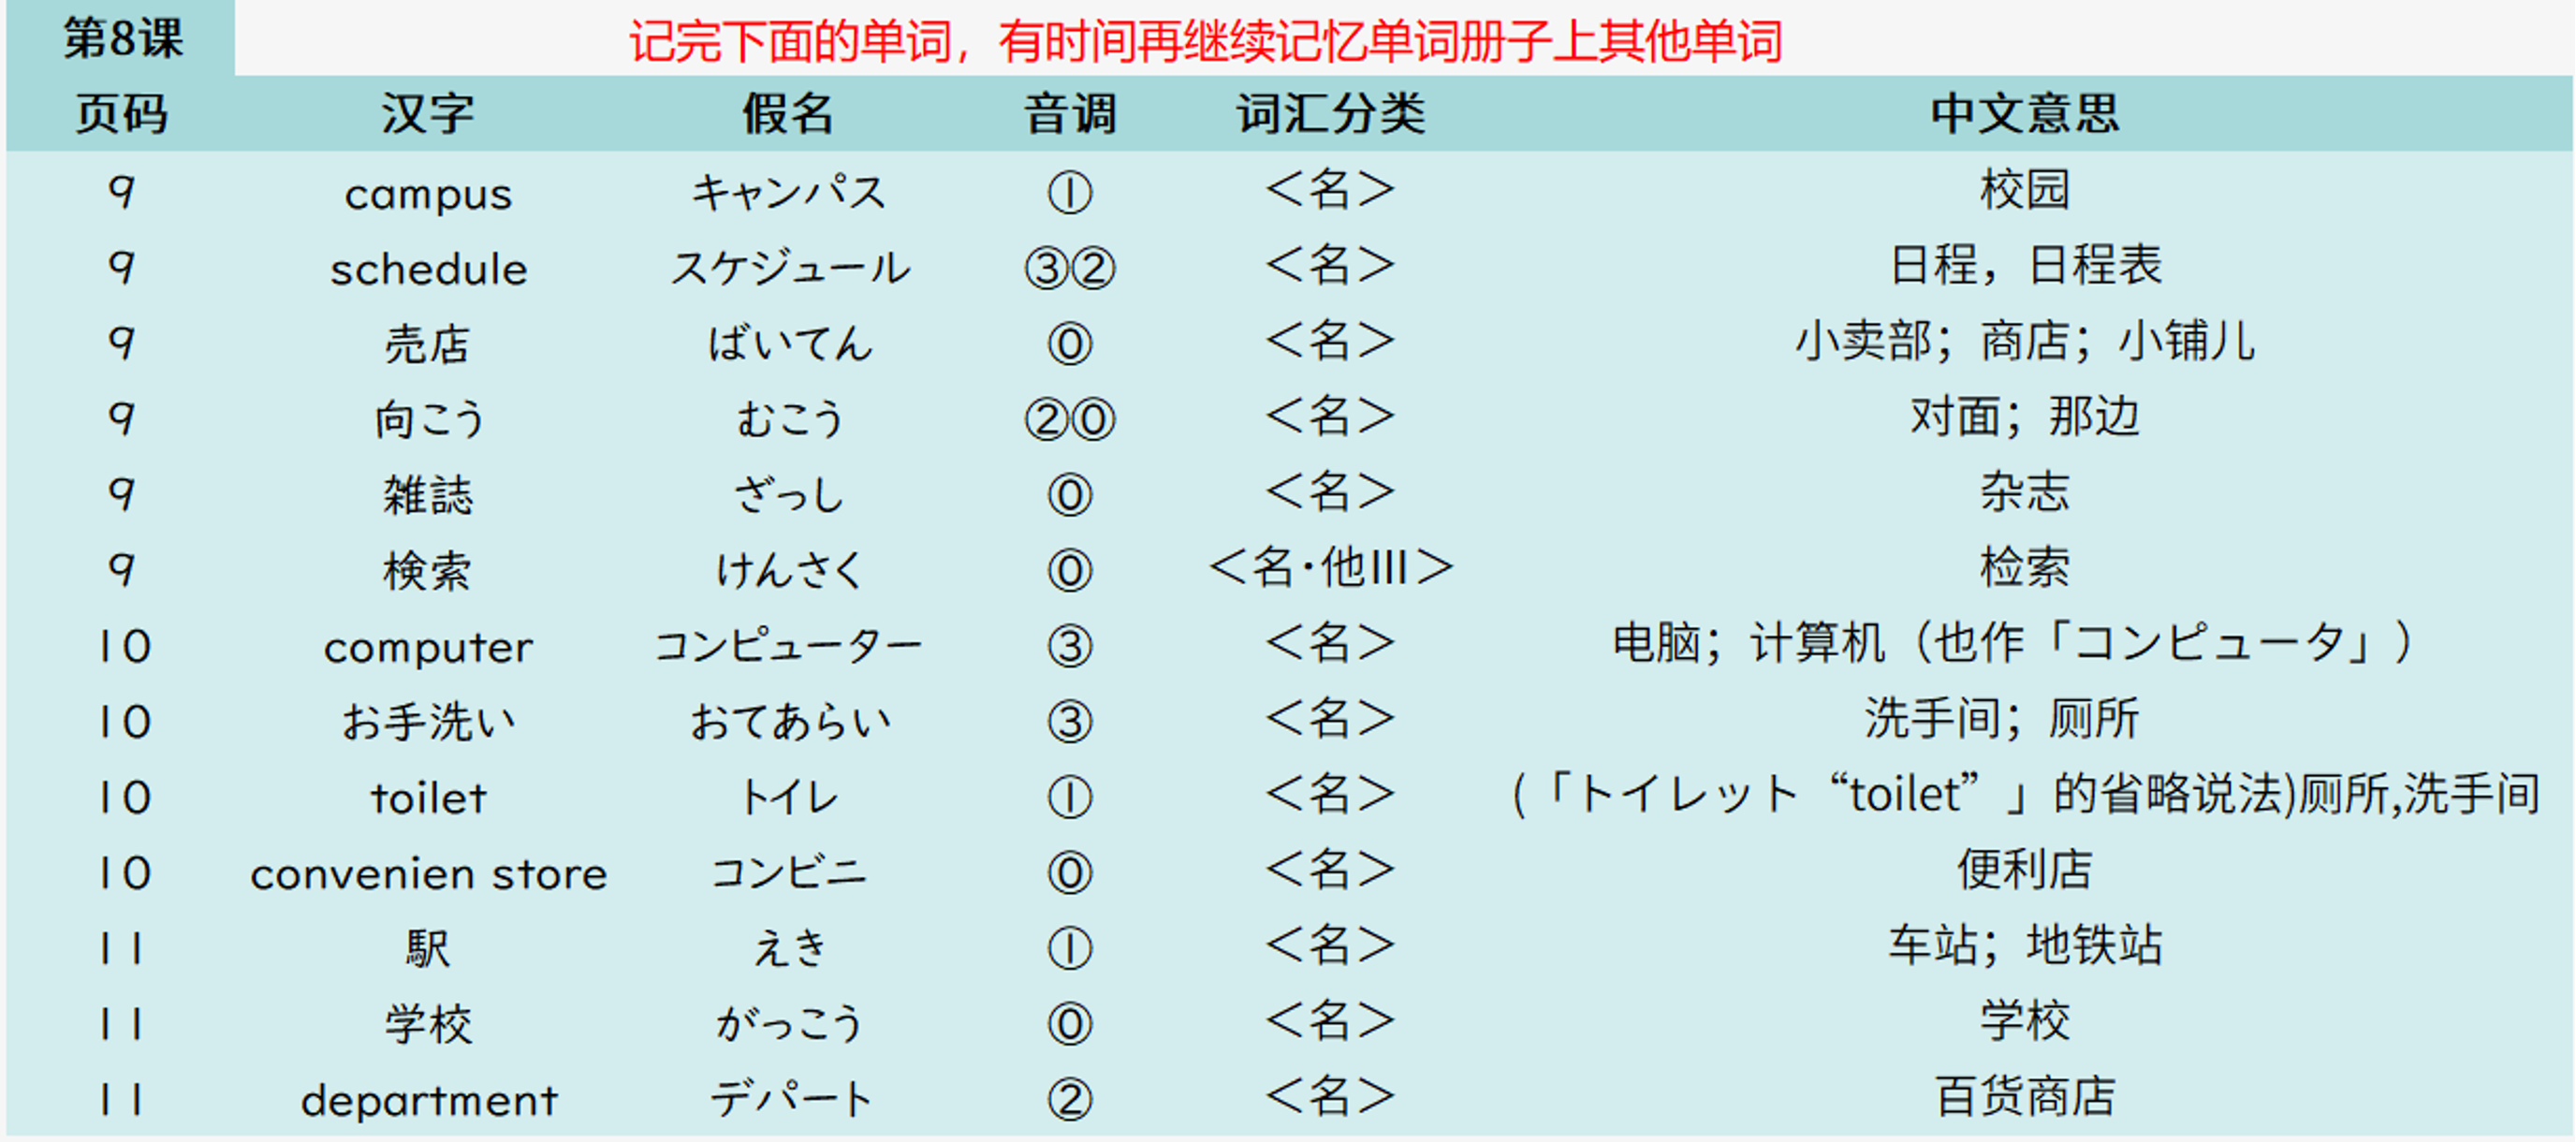 第8课 记完下面的单词，有时间再继续记忆单词册子上其他单词
页码 汉字 假名 音调 词汇分类 中文意思
9 campus キャンパス ① ＜名＞ 校园
9 schedule スケジュール ③② ＜名＞ 日程，日程表
9 売店 ばいてん ⓪ ＜名＞ 小卖部；商店；小铺儿
9 向こう むこう ②⓪ ＜名＞ 对面；那边
9 雑誌 ざっし ⓪ ＜名＞ 杂志
9 検索 けんさく ⓪ ＜名·他Ⅲ＞ 检索
10 computer コンピューター ③ ＜名＞ 电脑；计算机（也作「コンピュータ」）
10 お手洗い おてあらい ③ ＜名＞ 洗手间；厕所
10 toilet トイレ ① ＜名＞ (「トイレット“toilet”」的省略说法)厕所,洗手间
10 convenien store コンビニ ⓪ ＜名＞ 便利店
11 駅 えき ① ＜名＞ 车站；地铁站
11 学校 がっこう ⓪ ＜名＞ 学校
11 department デパート ② ＜名＞ 百货商店